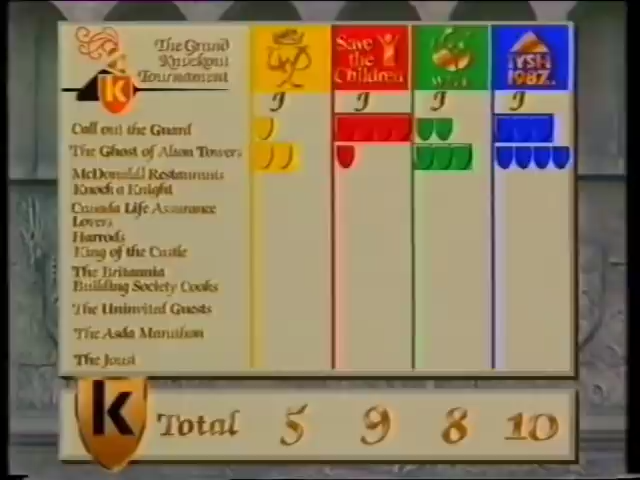 The Grand
Knockout
Tournament
K
Save
the
Children
WWF
IYSH
1987
J J J J
Call out the Guard
The Ghost of Alton Towers
McDonald Restaurants
Knock a Knight
Canada Life Assurance
Lovers
Harrods
King of the Castle
The Britannia
Building Society Cooks
The Uninvited Guests
The Asda Marathon
The Joust
k Total 5 9 8 10